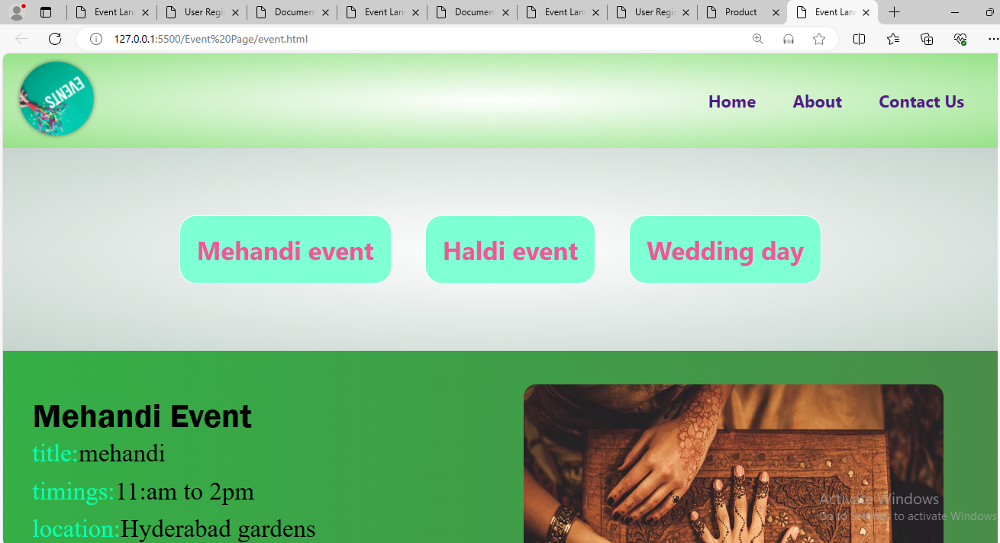 Event Lan
User Regis
Document
Event Lan
Document
Event Lan
User Regis
Product
Event Lan
127.0.0.1:5500/Event%20Page/event.html
EVENTS
Home About Contact Us
Mehandi event Haldi event Wedding day
Mehandi Event
title:mehandi
timings:11:am to 2pm
location:Hyderabad gardens
Activate Windows
Go to Settings to activate Windows